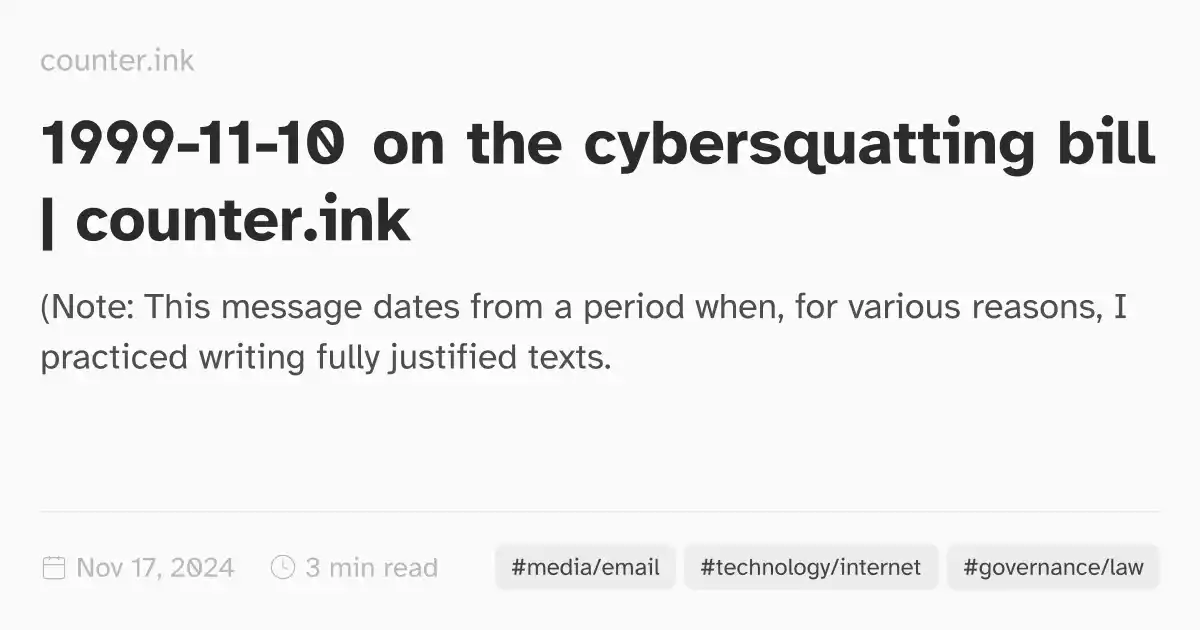 counter.ink
1999-11-10 on the cybersquatting bill
| counter.ink
(Note: This message dates from a period when, for various reasons, I
practiced writing fully justified texts.
Nov 17, 2024 3 min read #media/email #technology/internet #governance/law